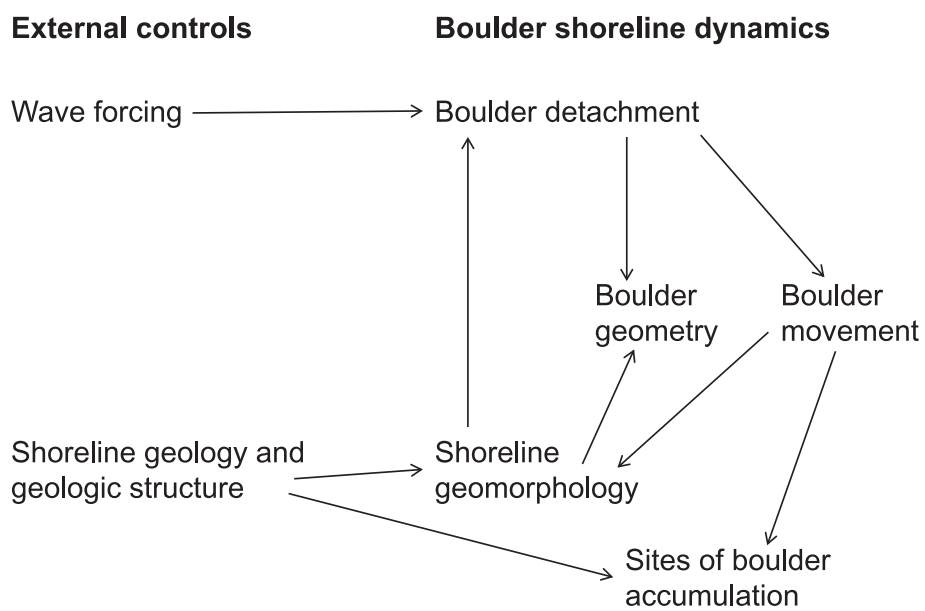 External controls
Boulder shoreline dynamics
Wave forcing
Boulder detachment
Boulder
geometry
Boulder
movement
Shoreline geology and
geologic structure
Shoreline
geomorphology
Sites of boulder
accumulation